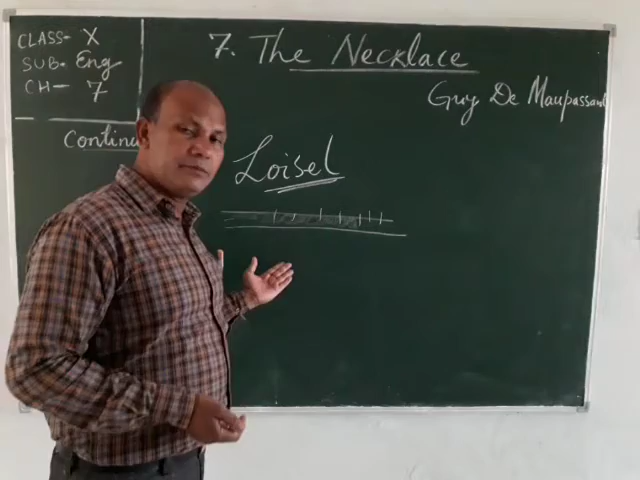 CLASS- X
SUB- Eng
CH- 7
7. The Necklace
Guy De Maupassant
Continu
Loisel